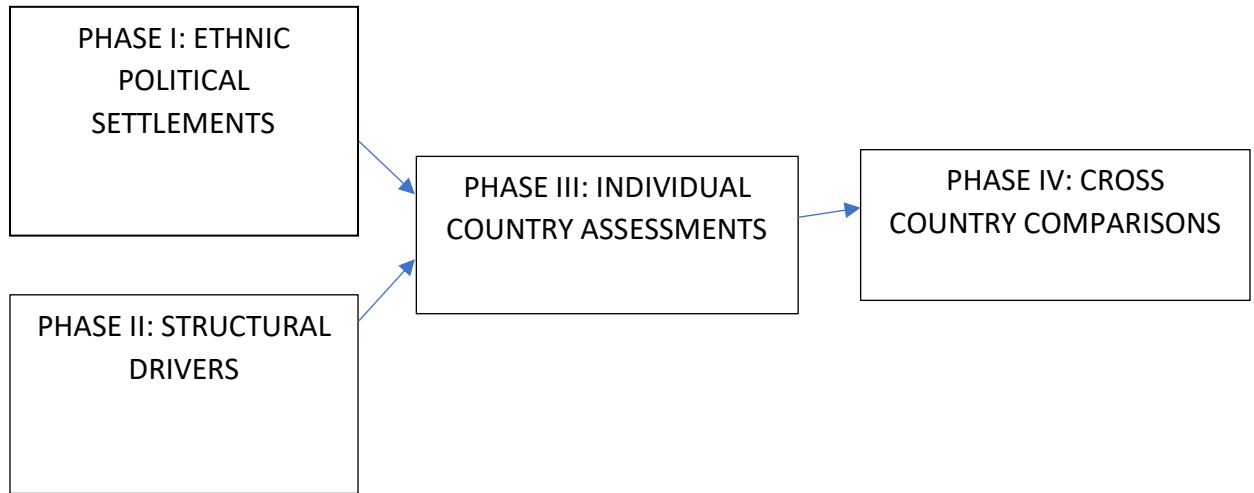 PHASE I: ETHNIC
POLITICAL
SETTLEMENTS
PHASE II: STRUCTURAL
DRIVERS
PHASE III: INDIVIDUAL
COUNTRY ASSESSMENTS
PHASE IV: CROSS
COUNTRY COMPARISONS